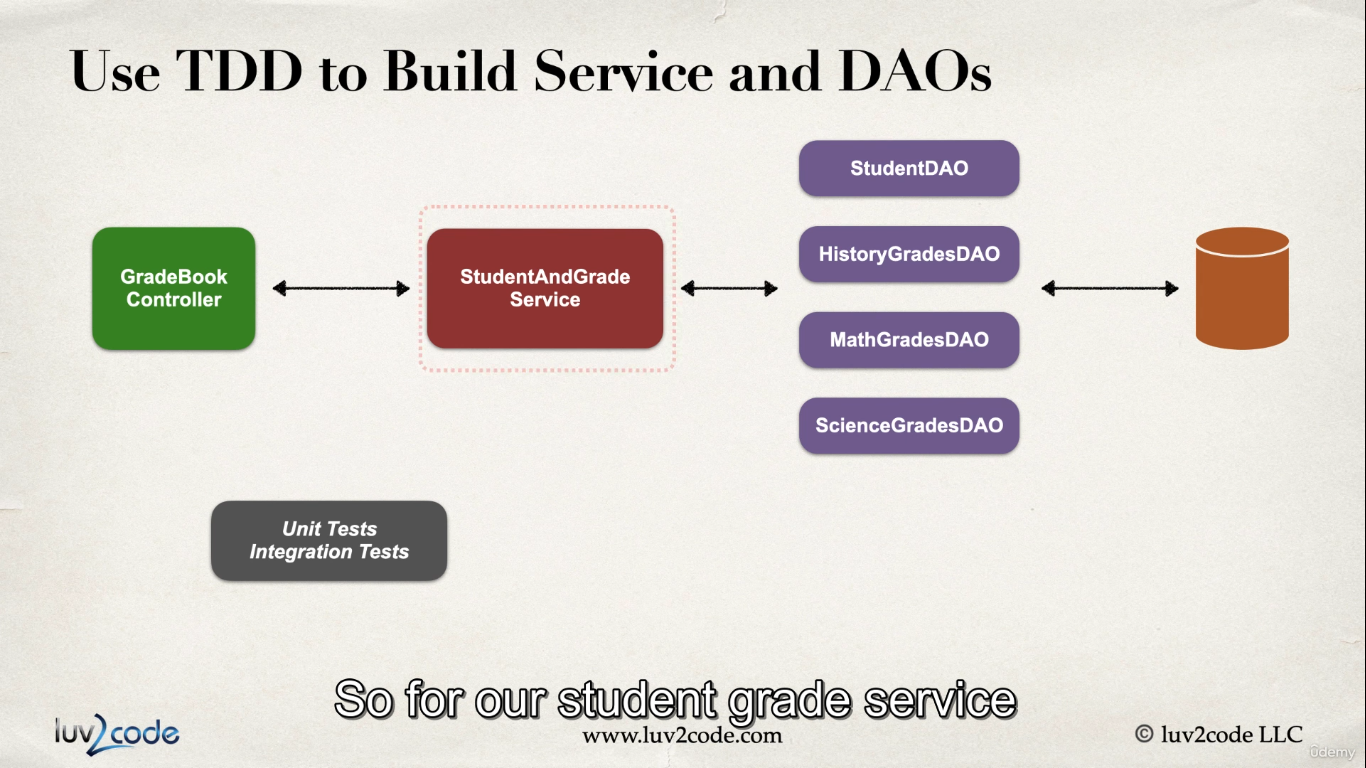 Use TDD to Build Service and DAOs
StudentDAO
HistoryGradesDAO
GradeBook
Controller
StudentAndGrade
Service
MathGradesDAO
ScienceGradesDAO
Unit Tests
Integration Tests
So for our student grade service
luv2code
www.luv2code.com
© luv2code LLC
ûdemy